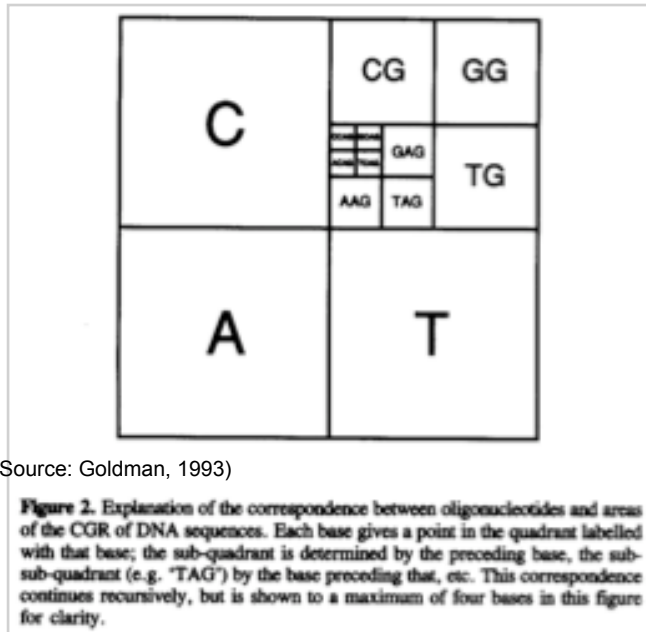 C
CG
GG
GAG
TG
AAG
TAG
A
T
Source: Goldman, 1993)
Figure 2. Explanation of the correspondence between oligonucleotides and areas
of the CGR of DNA sequences. Each base gives a point in the quadrant labelled
with that base; the sub-quadrant is determined by the preceding base, the sub-
sub-quadrant (e.g. "TAG") by the base preceding that, etc. This correspondence
continues recursively, but is shown to a maximum of four bases in this figure
for clarity.